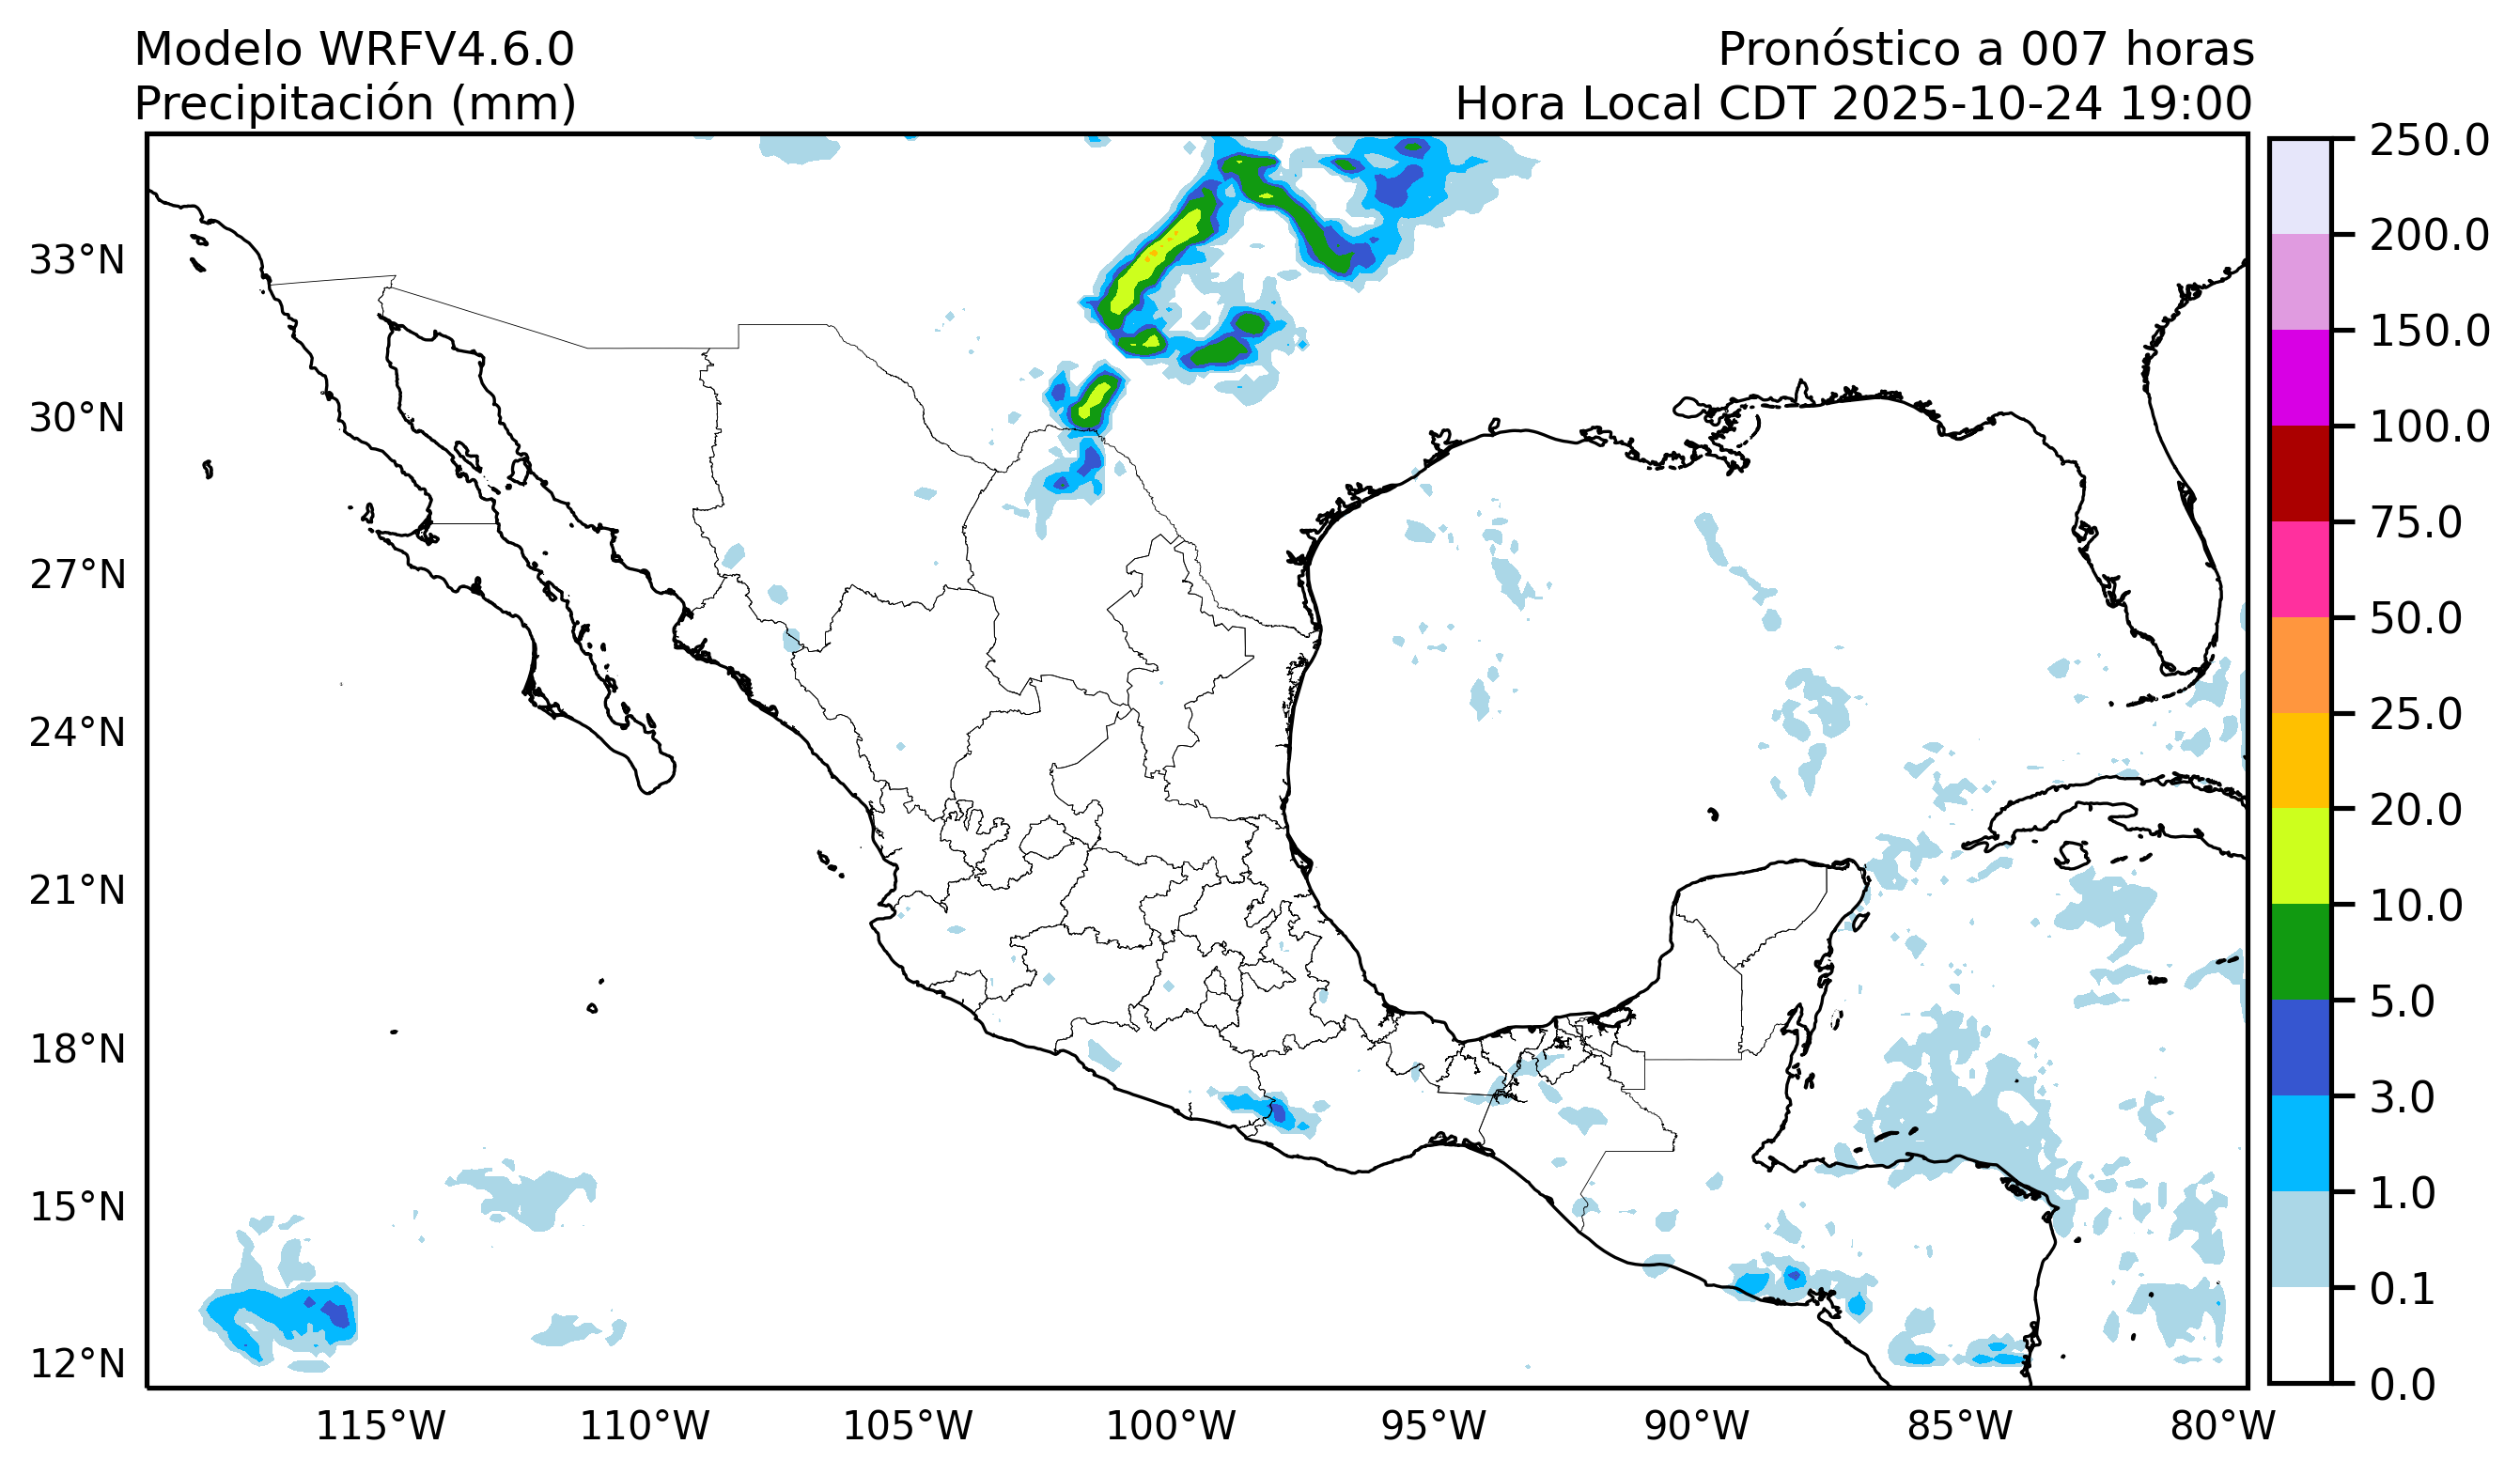 Modelo WRFV4.6.0
Precipitación (mm)
Pronóstico a 007 horas
Hora Local CDT 2025-10-24 19:00
33°N
30°N
27°N
24°N
21°N
18°N
15°N
12°N
115°W
110°W
105°W
100°W
95°W
90°W
85°W
80°W
250.0
200.0
150.0
100.0
75.0
50.0
25.0
20.0
10.0
5.0
3.0
1.0
0.1
0.0